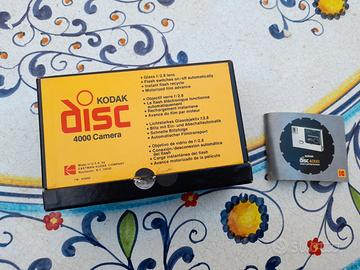 KODAK
disc
4000 Camera
• Glass f/2.8 lens
• Flash switches on-off automatically
• Instant flash recycle
• Motorized film advance
• Objectif verre f/2.8
• Le flash électronique fonctionne
automatiquement
• Rechargement instantané
• Avance du film par moteur
• Lichtstarkes Glasobjektiv f/2.8
• Blitz mit Ein- und Abschaltautomatik
• Schnelle Blitzfolge
• Automatischer Filmtransport
• Objetivo de vidrio de f/2.8
• Conexión-desconexión automática
del flash
• Carga instantánea del flash
• Avance motorizado de la película
Made in U.S.A. by
EASTMAN KODAK COMPANY
Rochester, N.Y. 14650
Kodak
disc 4000